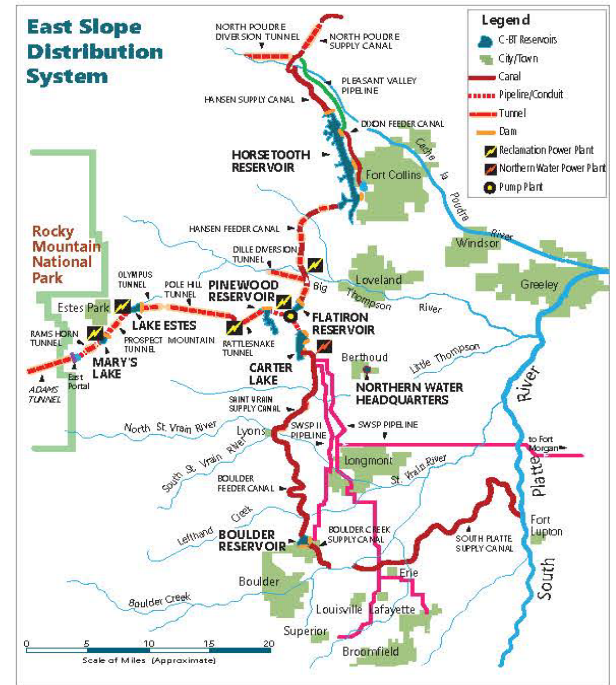 East Slope
Distribution
System
NORTH POUDRE
DIVERSION TUNNEL
NORTH POUDRE
SUPPLY CANAL
Legend
C-BT Reservoirs
City/Town
Canal
Pipelire/Conduit
Tunnel
Dam
Reclamation Power Plant
Northern Water Power Plant
Pump Plant
PLEASANT VALLEY
PIPELINE
HANSEN SUPPLY CANAL
DIXON FEEDER CANAL
HORSETOOTH
RESERVOIR
Fort Collins
Cache la Poudre River
Rocky
Mountain
National
Park
HANSEN FEEDER CANAL
DILLE DIVERSION
TUNNEL
Windsor
Greeley
Loveland
Big Thompson River
OLYMPUS
TUNNEL
POLE HILL
TUNNEL
PINEWOOD
RESERVOIR
Estes Park
LAKE ESTES
FLATIRON
RESERVOIR
RAMS HORN
TUNNEL
PROSPECT MOUNTAIN
TUNNEL
RATTLESNAKE
TUNNEL
MARY'S
LAKE
East
Portal
ADAMS TUNNEL
CARTER
LAKE
Berthoud
Little Thompson
NORTHERN WATER
HEADQUARTERS
SAINT VRAIN
SUPPLY CANAL
North St. Vrain River
Lyons
SWSP II
PIPELINE
SWSP PIPELINE
to Fort
Morgan
South St. Vrain River
Longmont
St. Vrain River
BOULDER
FEEDER CANAL
Lefthand Creek
BOULDER
RESERVOIR
BOULDER CREEK
SUPPLY CANAL
SOUTH PLATTE
SUPPLY CANAL
Fort
Lupton
South Platte River
Boulder
Erie
Boulder Creek
Louisville
Lafayette
Superior
Broomfield
0 5 10 20
Scale of Miles (Approximate)